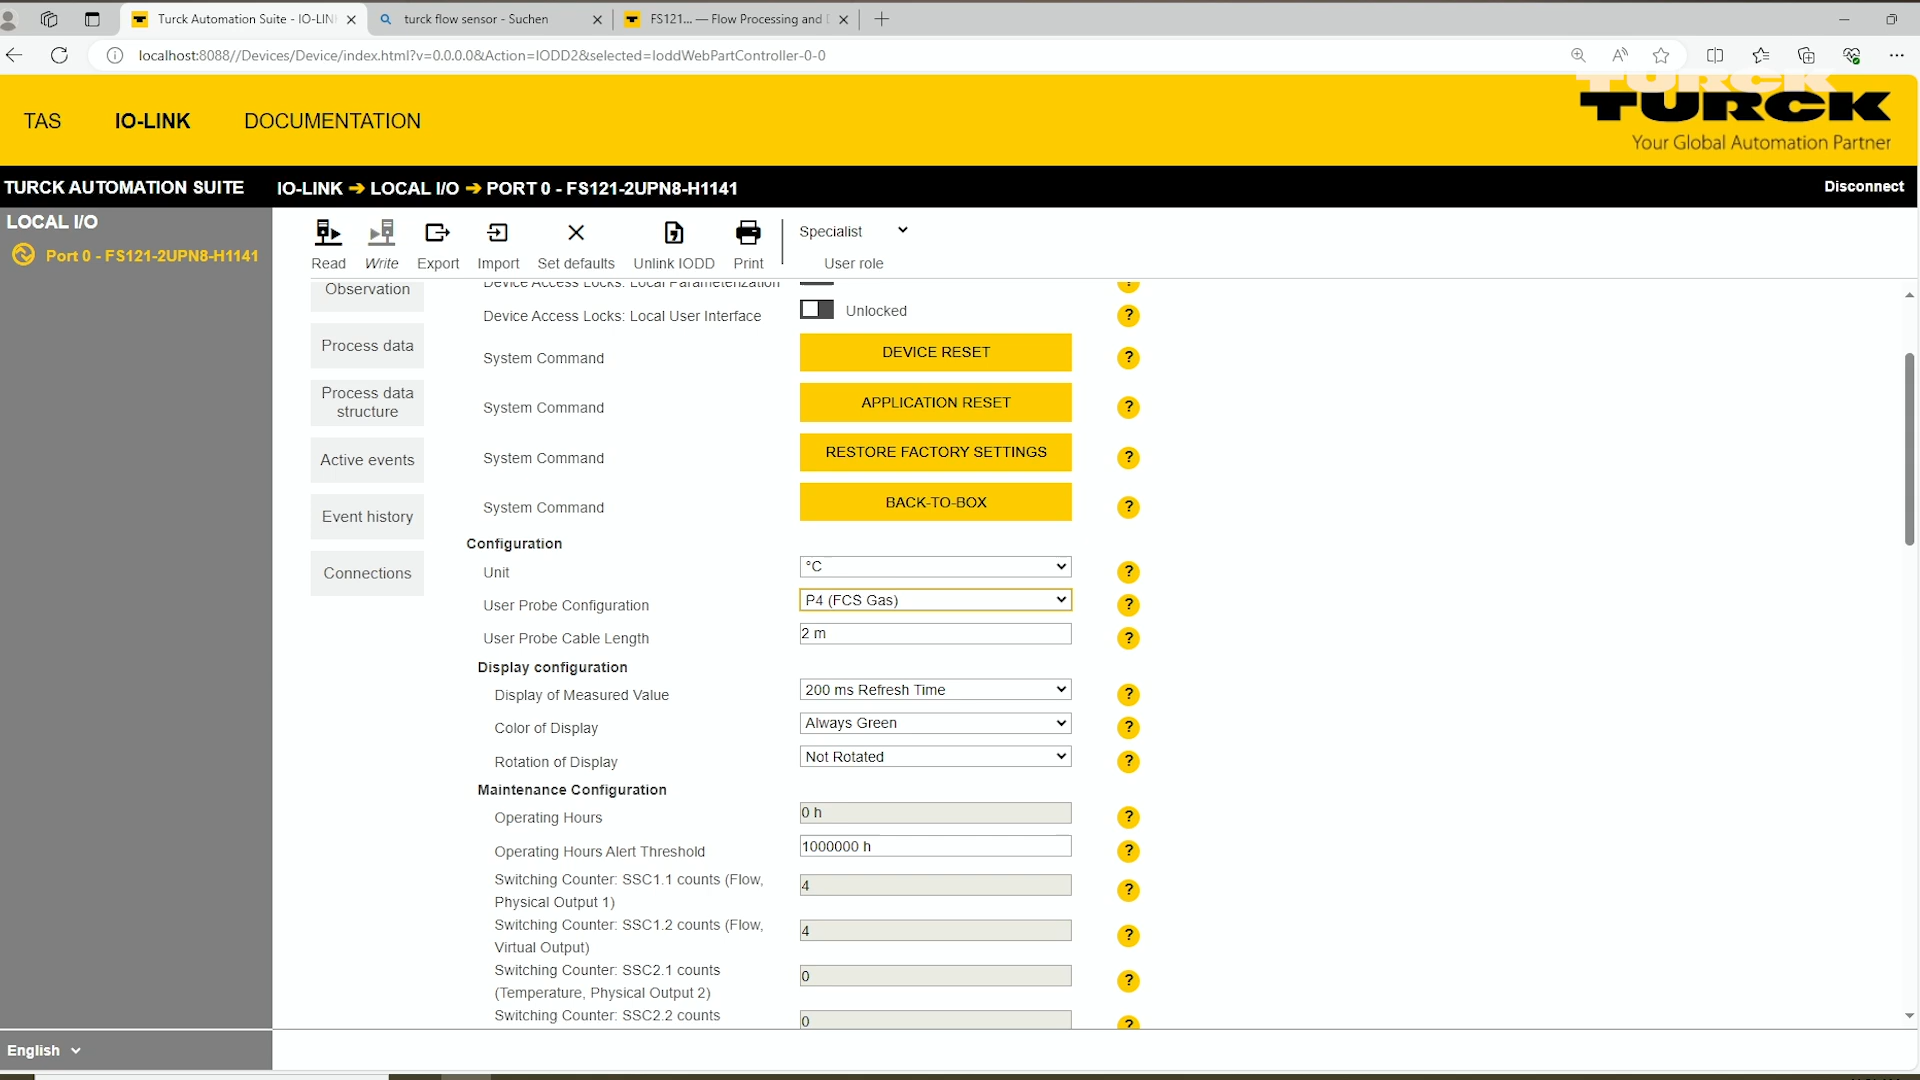 Turck Automation Suite - IO-LIN
turck flow sensor - Suchen
FS121... — Flow Processing and D
localhost:8088//Devices/Device/index.html?v=0.0.0.0&Action=IODD2&selected=IoddWebPartController-0-0
TAS
IO-LINK
DOCUMENTATION
TURCK
TURCK
Your Global Automation Partner
TURCK AUTOMATION SUITE
IO-LINK ➔ LOCAL I/O ➔ PORT 0 - FS121-2UPN8-H1141
Disconnect
LOCAL I/O
Port 0 - FS121-2UPN8-H1141
Read
Write
Export
Import
Set defaults
Unlink IODD
Print
Specialist
User role
Observation
Process data
Process data
structure
Active events
Event history
Connections
Device Access Locks: Local Parameterization
?
Device Access Locks: Local User Interface
Unlocked
?
System Command
DEVICE RESET
?
System Command
APPLICATION RESET
?
System Command
RESTORE FACTORY SETTINGS
?
System Command
BACK-TO-BOX
?
Configuration
Unit
°C
?
User Probe Configuration
P4 (FCS Gas)
?
User Probe Cable Length
2 m
?
Display configuration
Display of Measured Value
200 ms Refresh Time
?
Color of Display
Always Green
?
Rotation of Display
Not Rotated
?
Maintenance Configuration
Operating Hours
0 h
?
Operating Hours Alert Threshold
1000000 h
?
Switching Counter: SSC1.1 counts (Flow,
Physical Output 1)
4
?
Switching Counter: SSC1.2 counts (Flow,
Virtual Output)
4
?
Switching Counter: SSC2.1 counts
(Temperature, Physical Output 2)
0
?
Switching Counter: SSC2.2 counts
0
?
English